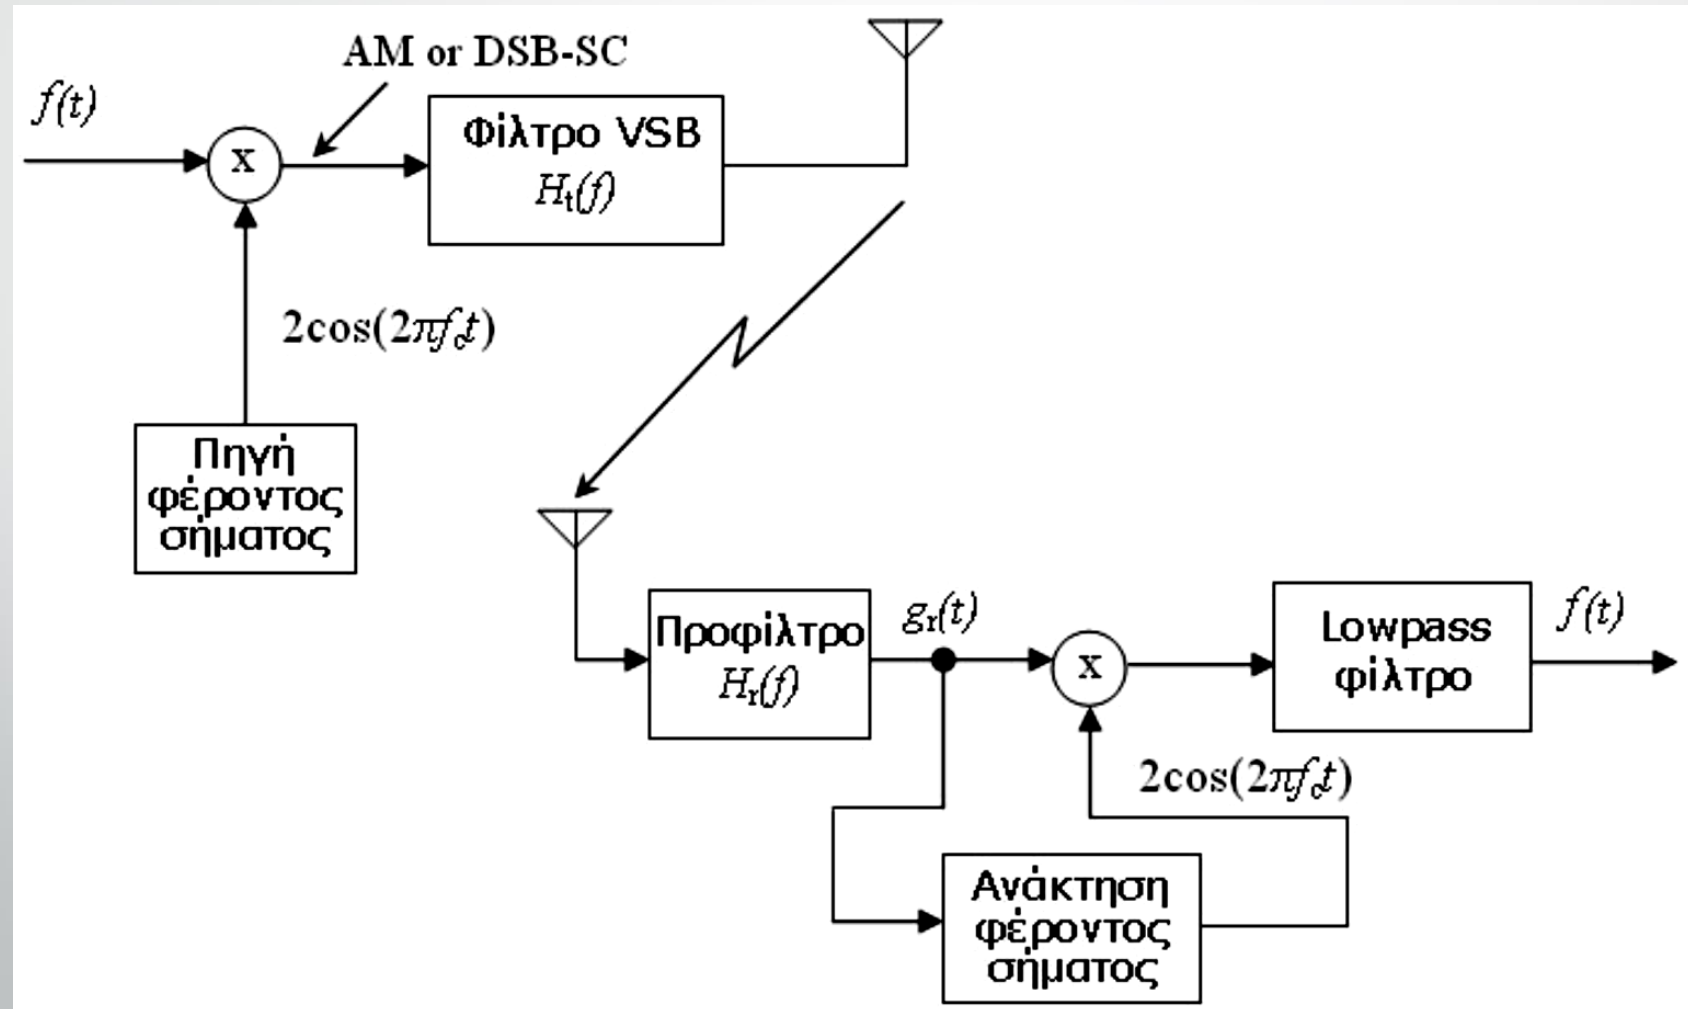 AM or DSB-SC
f(t)
x
Φίλτρο VSB
Ht(f)
2cos(2πfct)
Πηγή
φέροντος
σήματος
Προφίλτρο
Hr(f)
gr(t)
x
Lowpass
φίλτρο
f(t)
2cos(2πfct)
Ανάκτηση
φέροντος
σήματος